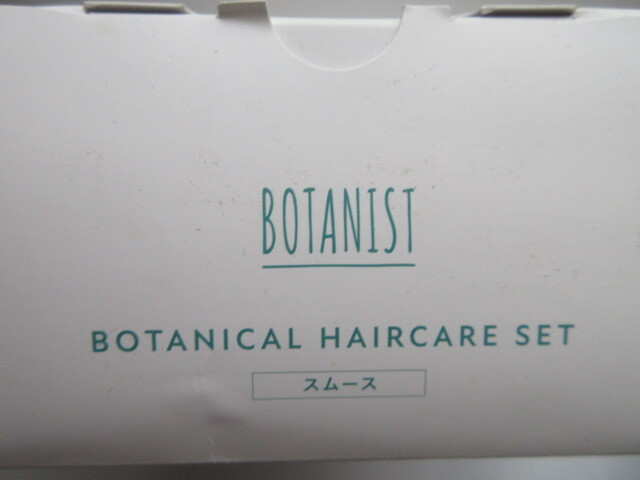 BOTANIST
BOTANICAL HAIRCARE SET
スムース